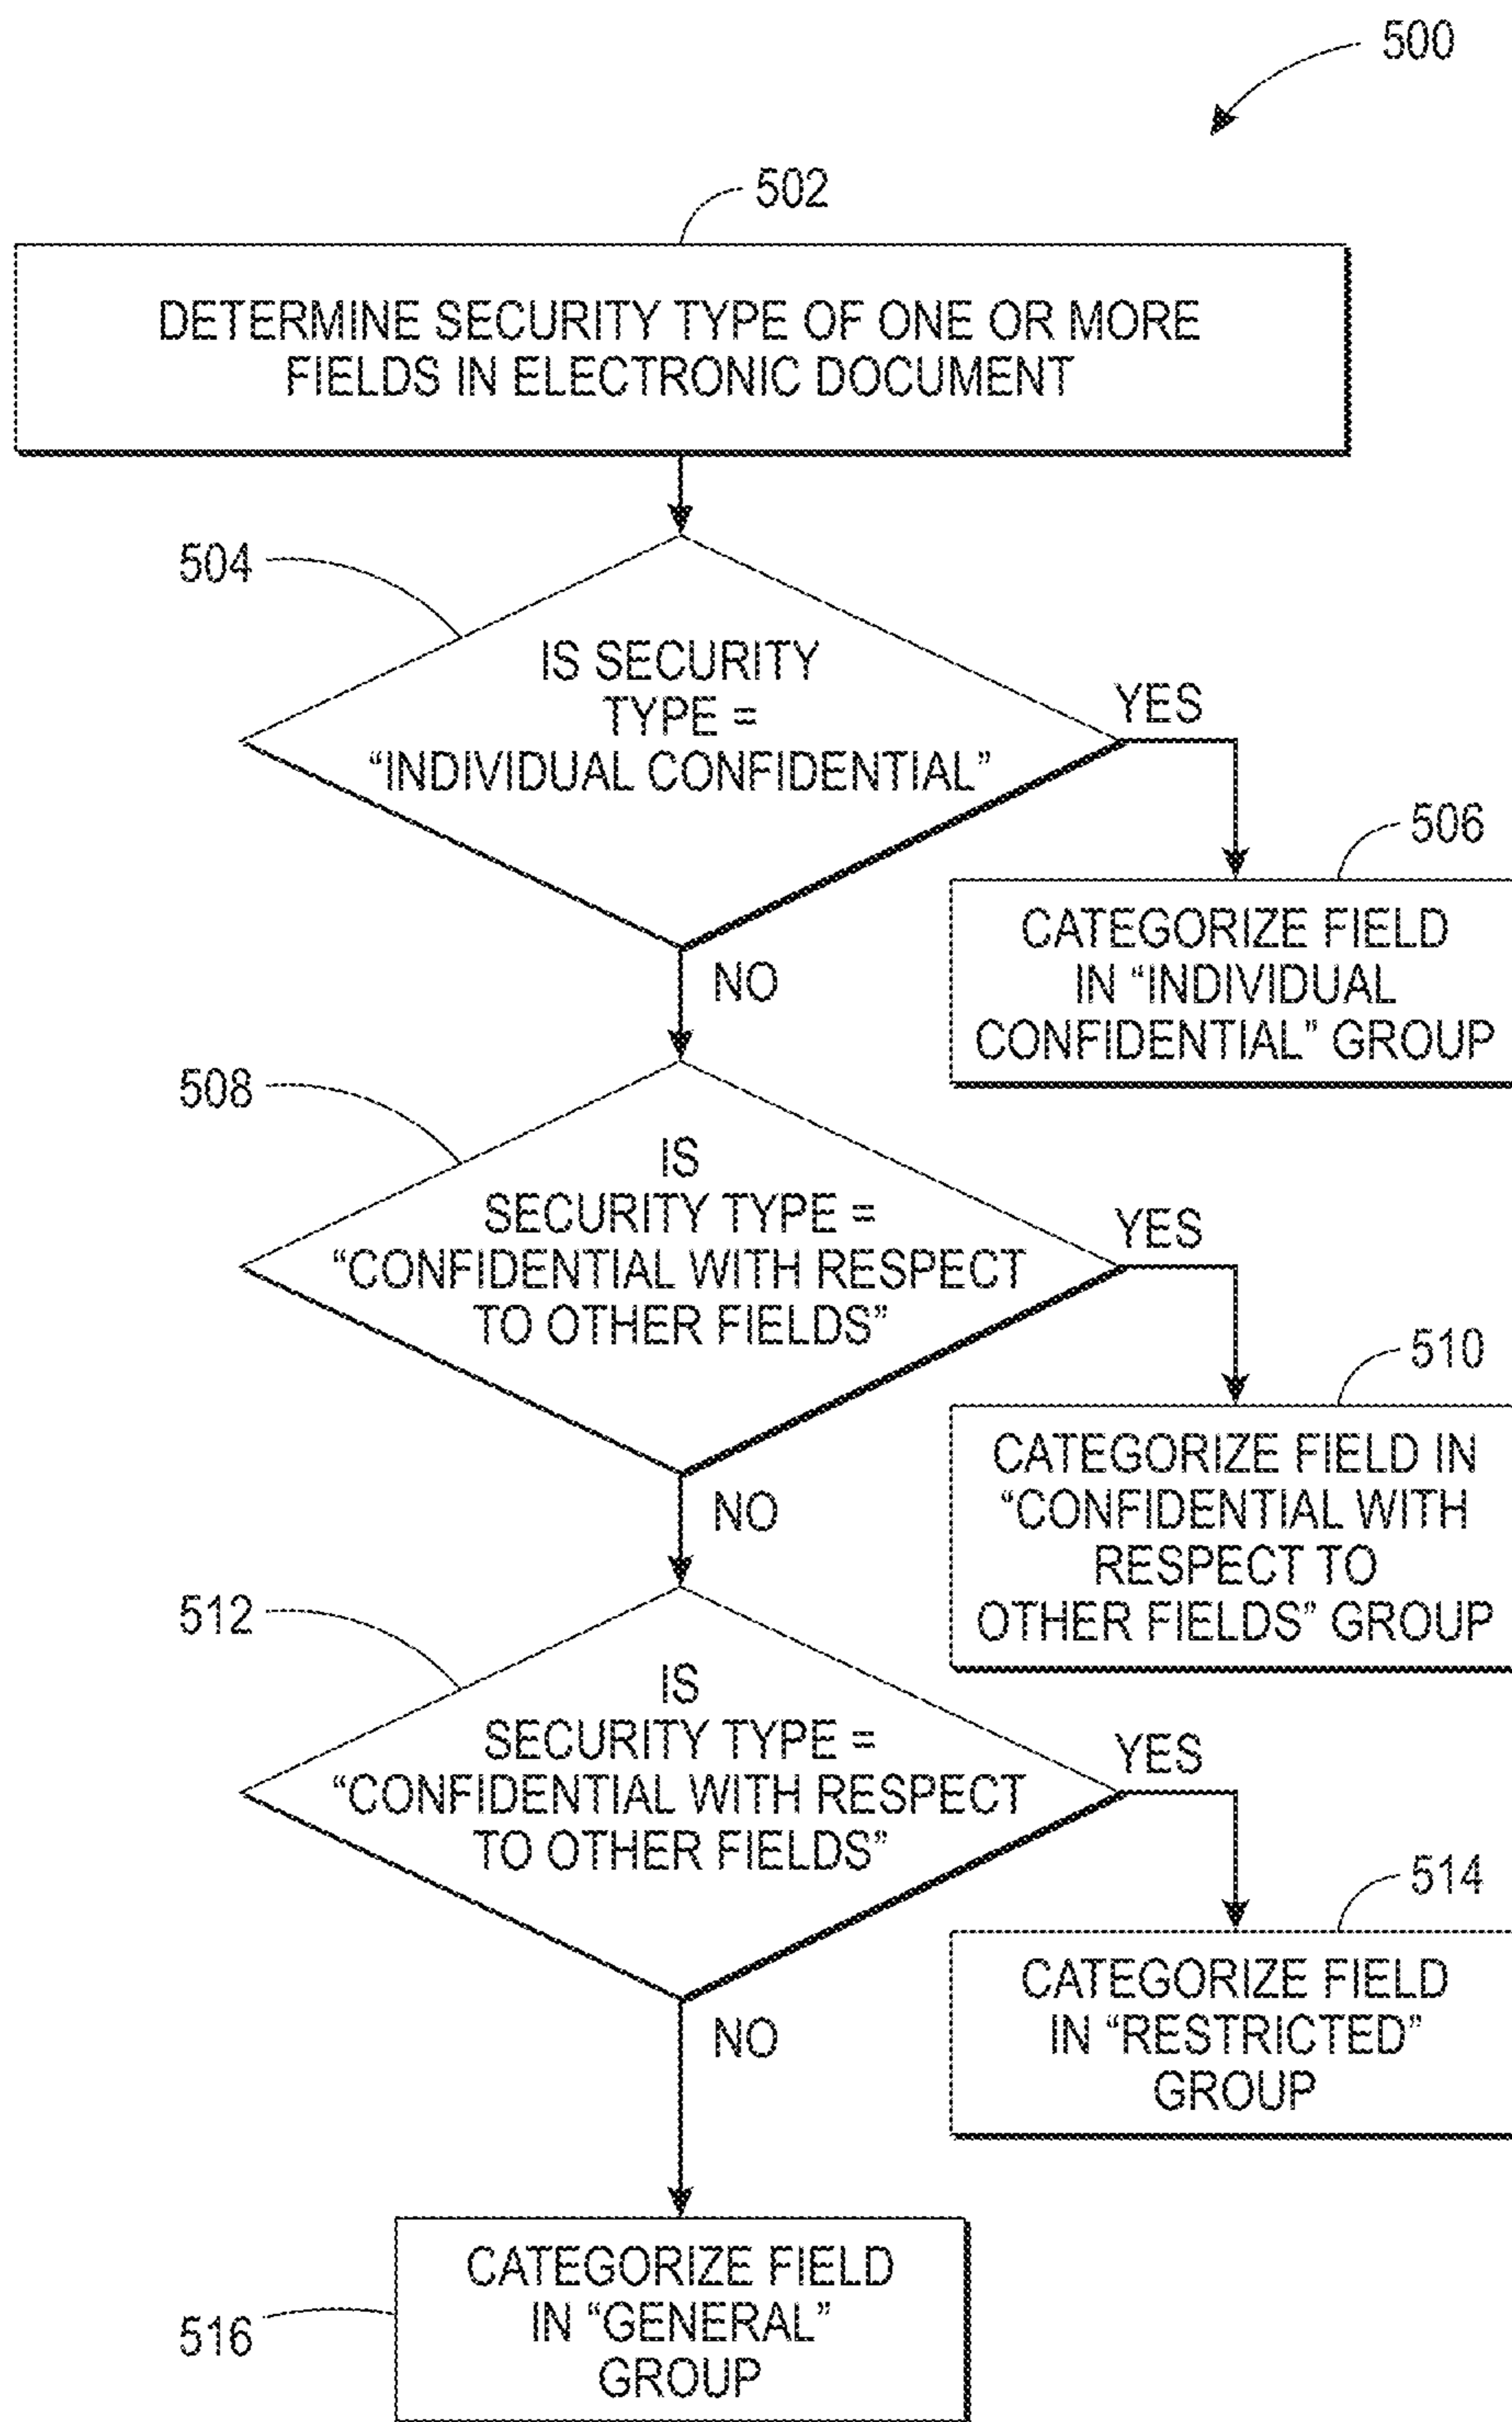 500
502
DETERMINE SECURITY TYPE OF ONE OR MORE
FIELDS IN ELECTRONIC DOCUMENT
504
IS SECURITY
TYPE =
“INDIVIDUAL CONFIDENTIAL”
YES
NO
506
CATEGORIZE FIELD
IN “INDIVIDUAL
CONFIDENTIAL” GROUP
508
IS
SECURITY TYPE =
“CONFIDENTIAL WITH RESPECT
TO OTHER FIELDS”
YES
NO
510
CATEGORIZE FIELD IN
“CONFIDENTIAL WITH
RESPECT TO
OTHER FIELDS” GROUP
512
IS
SECURITY TYPE =
“CONFIDENTIAL WITH RESPECT
TO OTHER FIELDS”
YES
NO
514
CATEGORIZE FIELD
IN “RESTRICTED”
GROUP
516
CATEGORIZE FIELD
IN “GENERAL”
GROUP